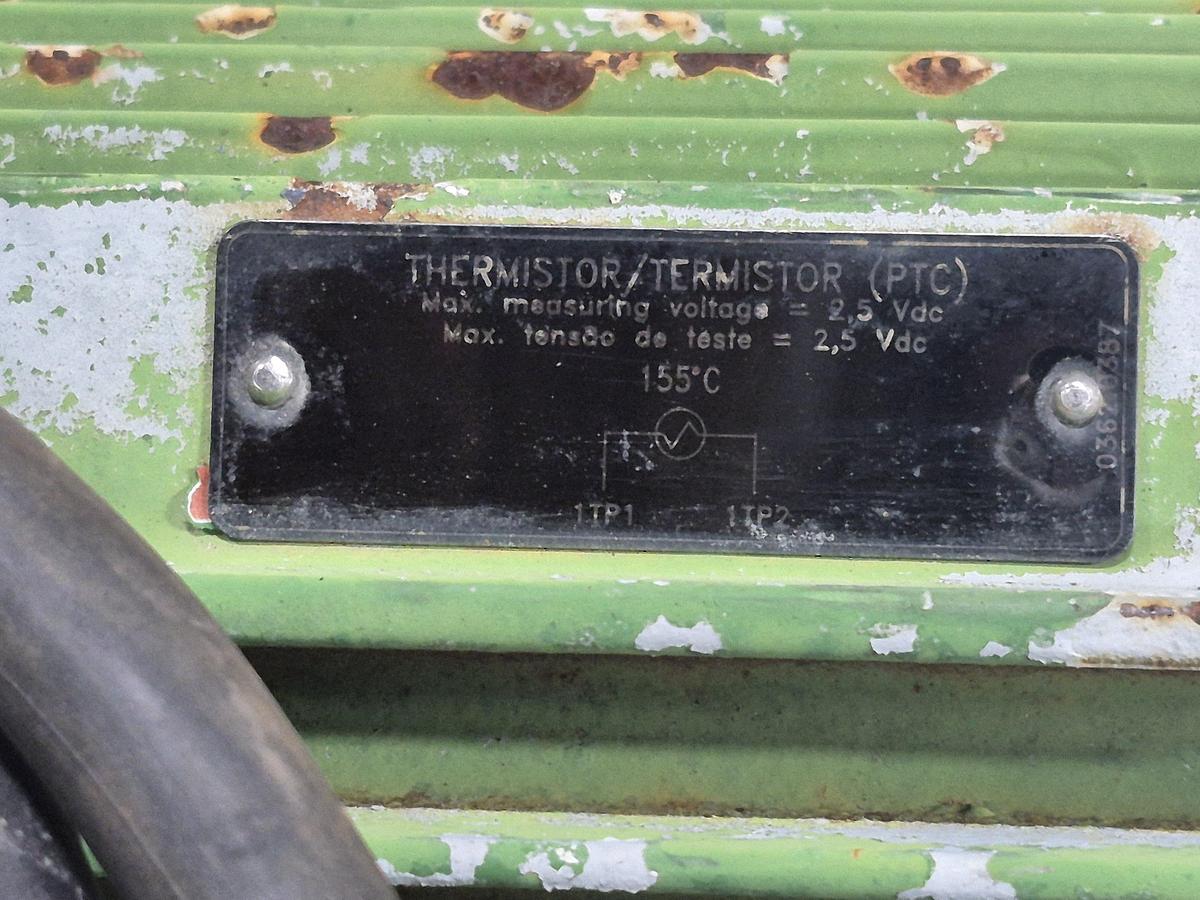 THERMISTOR/TERMISTOR (PTC)
Max. measuring voltage = 2,5 Vdc
Max. tensão de teste = 2,5 Vdc
155°C
1TP1 1TP2